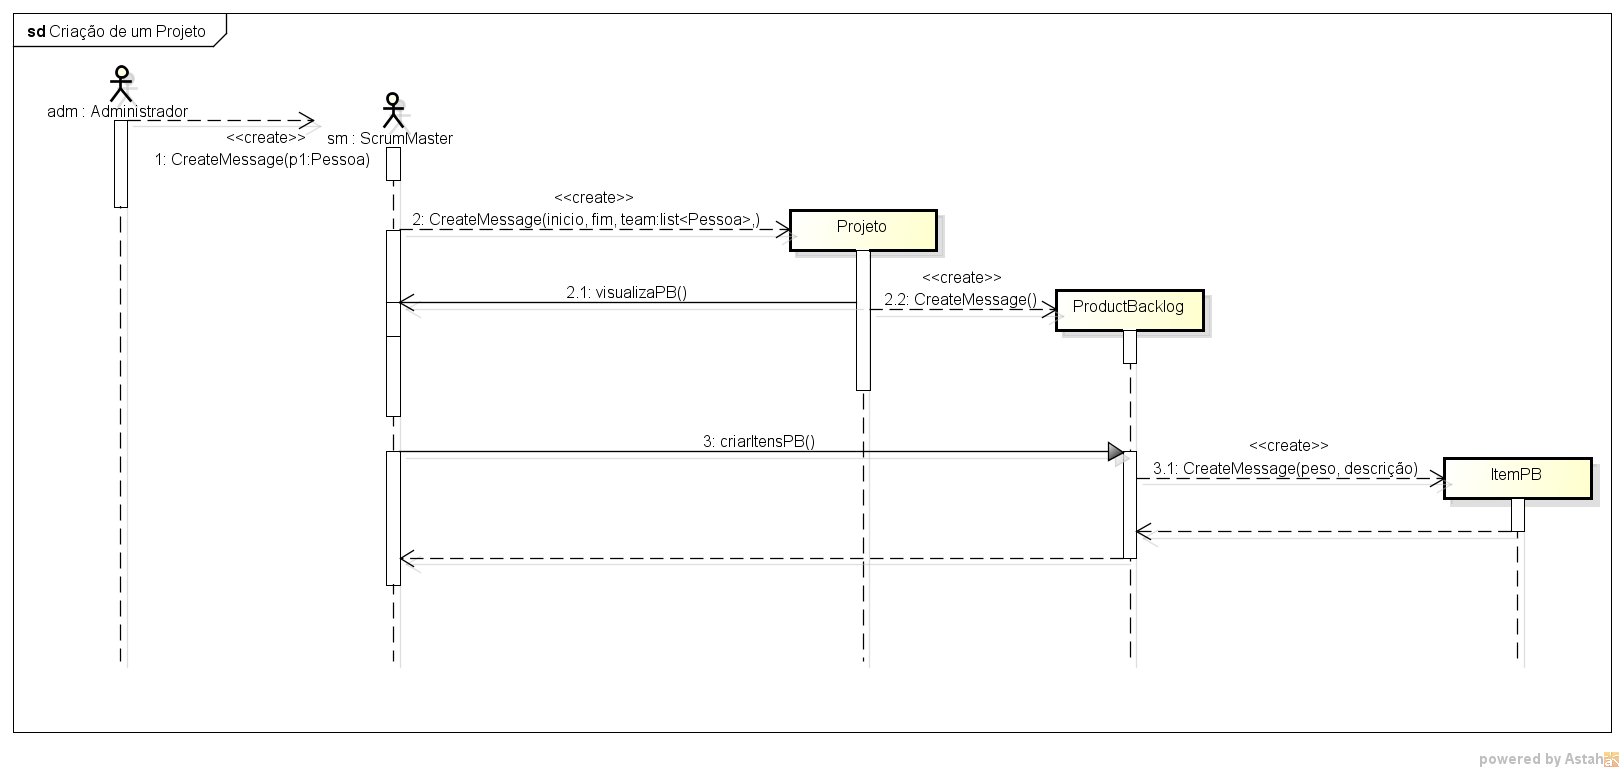 sd Criação de um Projeto
adm : Administrador
<<create>>
1: CreateMessage(p1:Pessoa)
sm : ScrumMaster
<<create>>
2: CreateMessage(inicio, fim, team:list<Pessoa>,)
Projeto
<<create>>
2.1: visualizaPB()
2.2: CreateMessage()
ProductBacklog
3: criarItensPB()
<<create>>
3.1: CreateMessage(peso, descrição)
ItemPB
powered by Astah